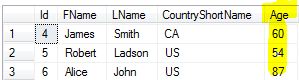 Id FName LName CountryShortName Age
1 4 James Smith CA 60
2 5 Robert Ladson US 54
3 6 Alice John US 87